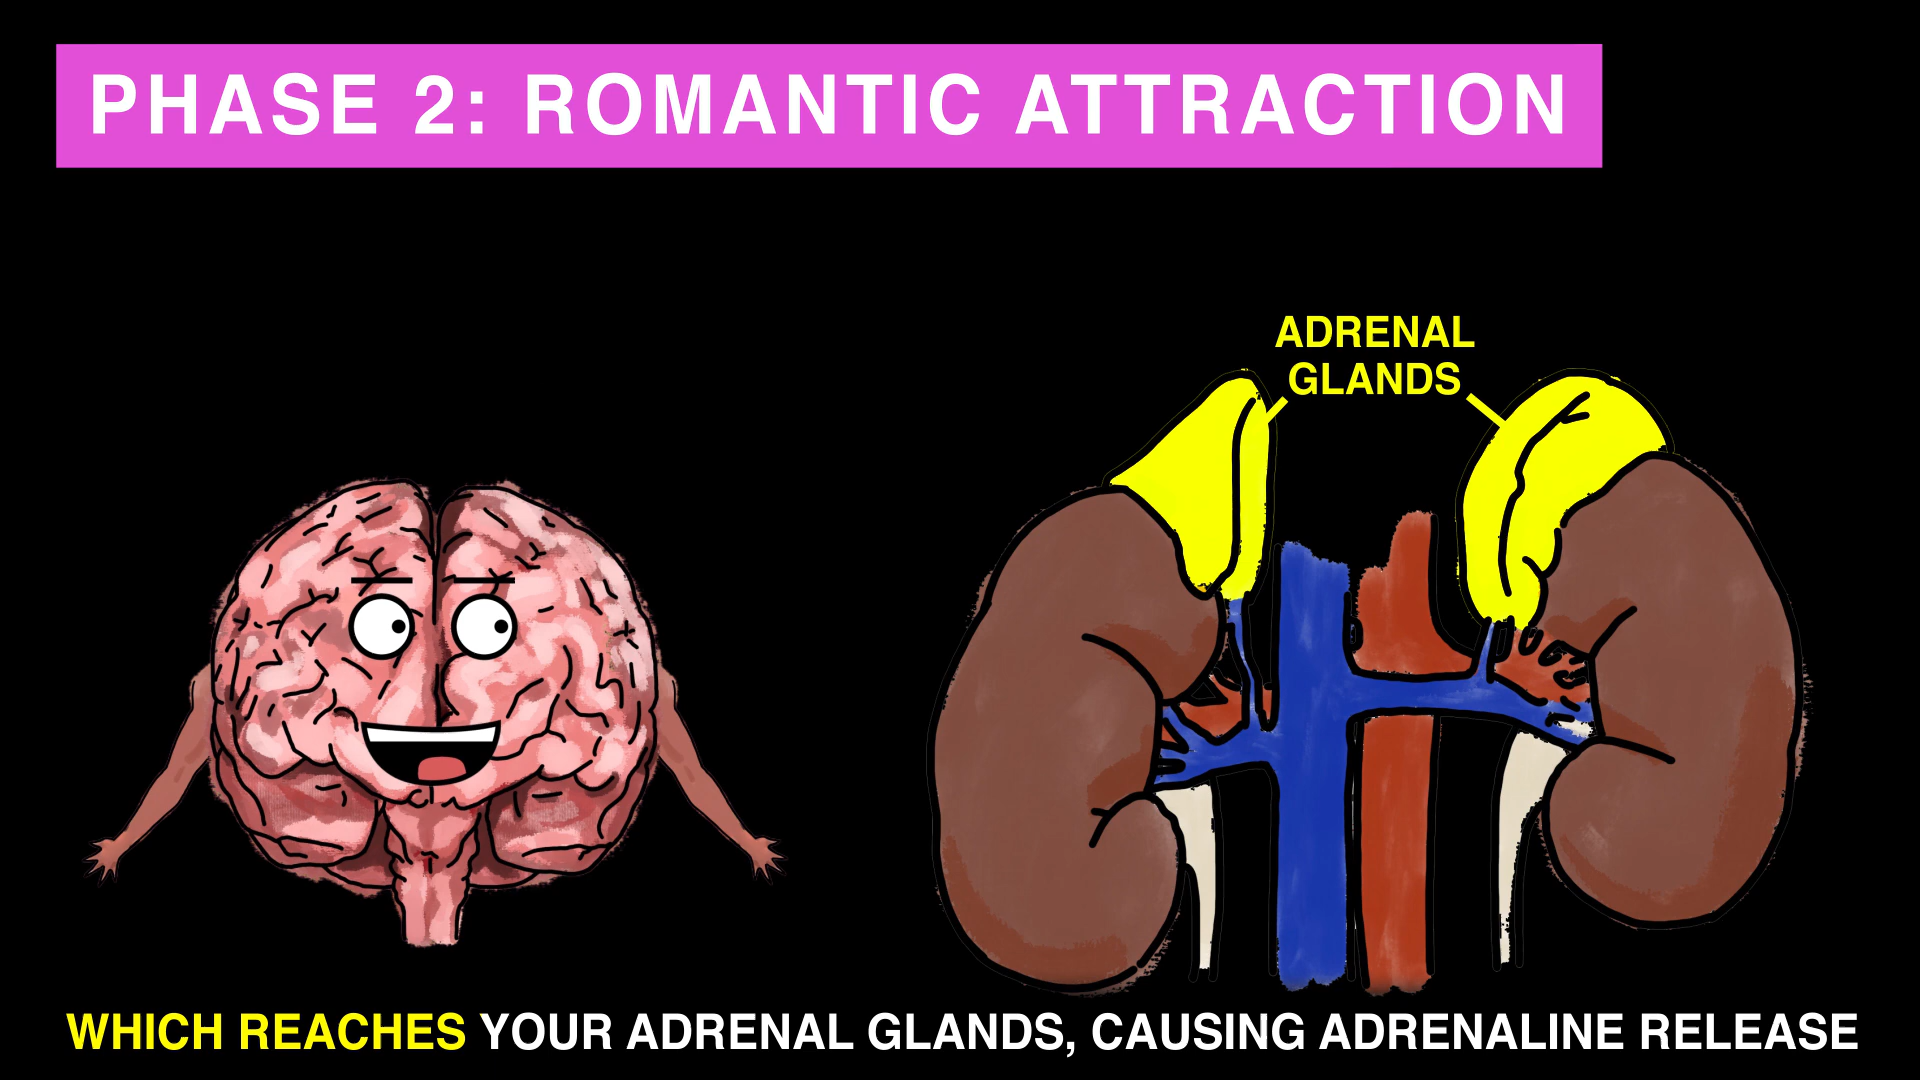 PHASE 2: ROMANTIC ATTRACTION
ADRENAL
GLANDS
WHICH REACHES YOUR ADRENAL GLANDS, CAUSING ADRENALINE RELEASE